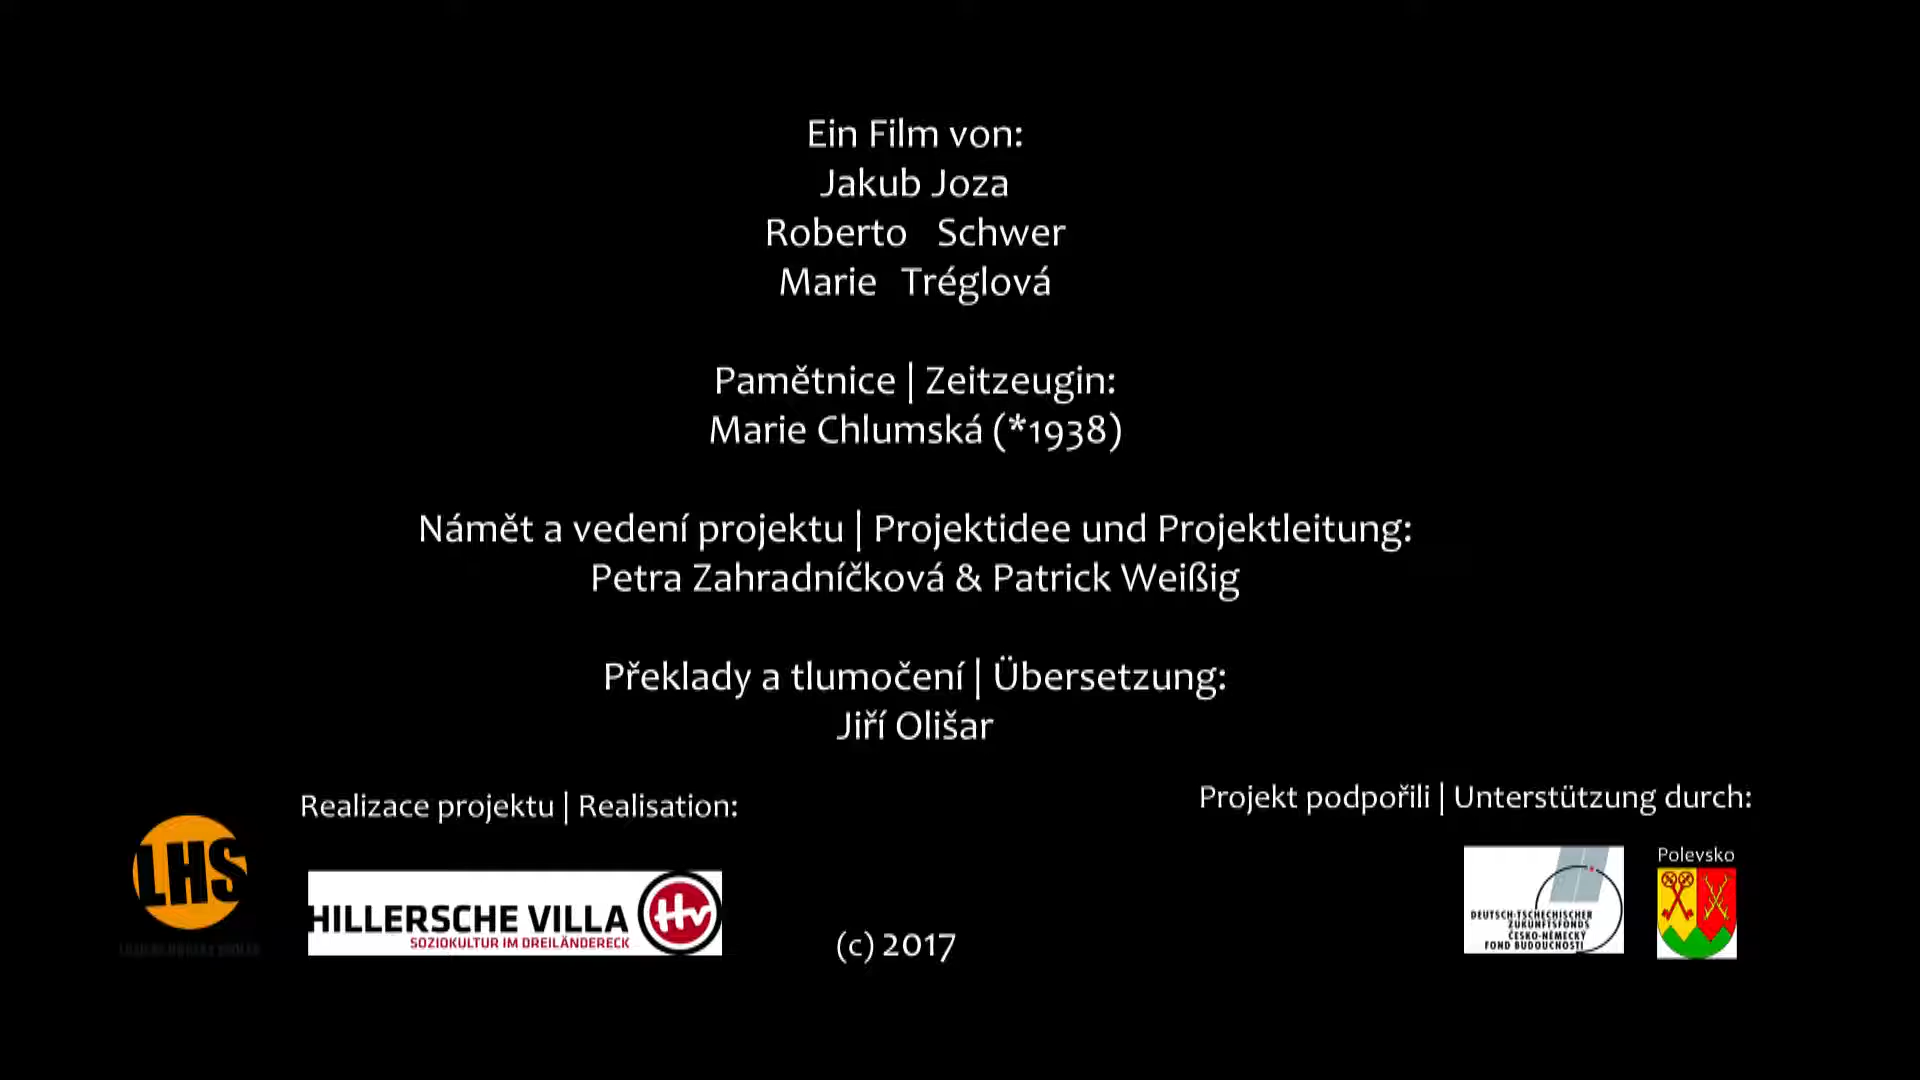 Ein Film von:
Jakub Joza
Roberto Schwer
Marie Tréglová
Pamětnice | Zeitzeugin:
Marie Chlumská (*1938)
Námět a vedení projektu | Projektidee und Projektleitung:
Petra Zahradníčková & Patrick Weißig
Překlady a tlumočení | Übersetzung:
Jiří Olišar
Realizace projektu | Realisation:
LHS
HILLERSCHE VILLA
SOZIOKULTUR IM DREILÄNDERECK
Hv
(c) 2017
Projekt podpořili | Unterstützung durch:
DEUTSCH-TSCHECHISCHER
ZUKUNFTSFONDS
ČESKO-NĚMECKÝ
FOND BUDOUCNOSTI
Polevsko